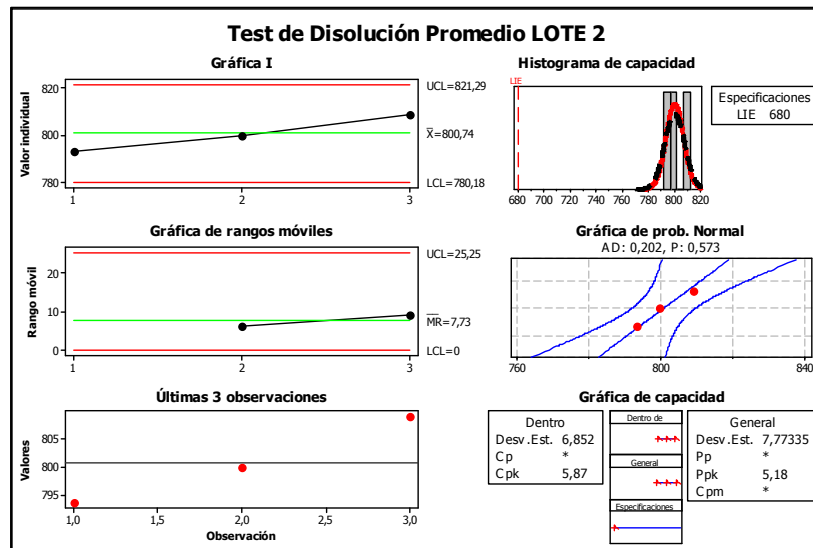 Test de Disolución Promedio LOTE 2
Gráfica I
Valor individual
820
800
780
1
2
3
UCL=821,29
X̅=800,74
LCL=780,18
Histograma de capacidad
LIE
680 700 720 740 760 780 800 820
Especificaciones
LIE 680
Gráfica de rangos móviles
Rango móvil
20
10
0
1
2
3
UCL=25,25
M̅R̅=7,73
LCL=0
Gráfica de prob. Normal
AD: 0,202, P: 0,573
760
800
840
Últimas 3 observaciones
Valores
805
800
795
1,0
1,5
2,0
2,5
3,0
Observación
Gráfica de capacidad
Dentro
Desv.Est. 6,852
Cp *
Cpk 5,87
Dentro de
General
Especificaciones
General
Desv.Est. 7,77335
Pp *
Ppk 5,18
Cpm *